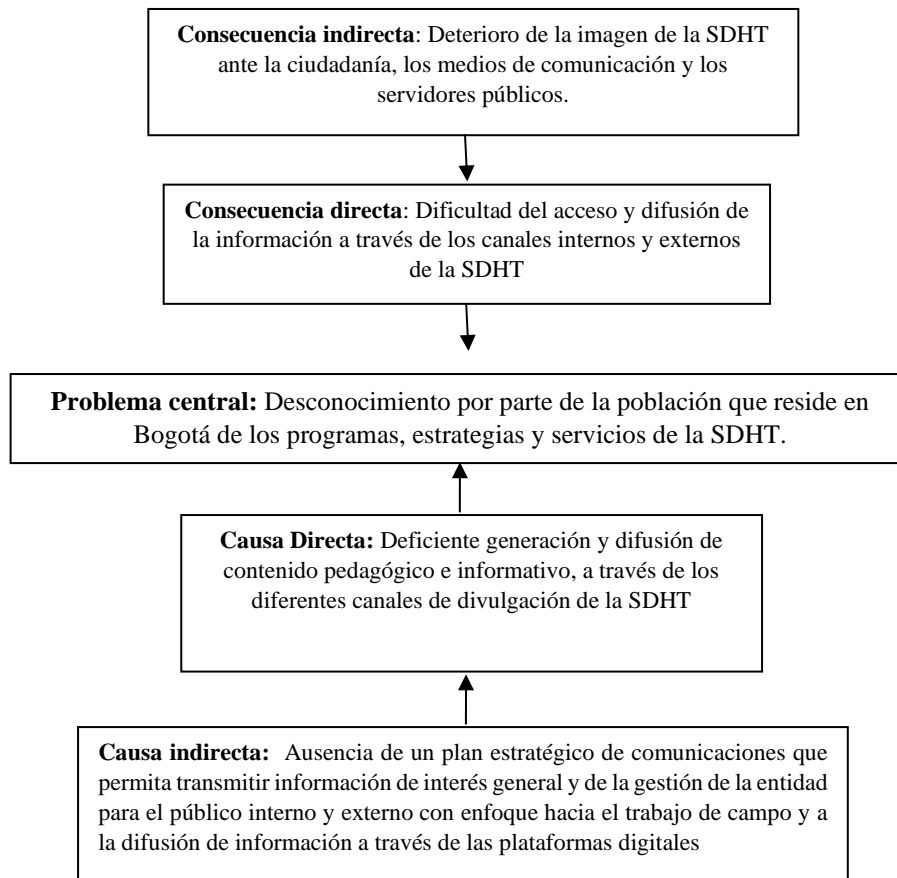 Consecuencia indirecta: Deterioro de la imagen de la SDHT
ante la ciudadanía, los medios de comunicación y los
servidores públicos.
Consecuencia directa: Dificultad del acceso y difusión de
la información a través de los canales internos y externos
de la SDHT
Problema central: Desconocimiento por parte de la población que reside en
Bogotá de los programas, estrategias y servicios de la SDHT.
Causa Directa: Deficiente generación y difusión de
contenido pedagógico e informativo, a través de los
diferentes canales de divulgación de la SDHT
Causa indirecta: Ausencia de un plan estratégico de comunicaciones que
permita transmitir información de interés general y de la gestión de la entidad
para el público interno y externo con enfoque hacia el trabajo de campo y a
la difusión de información a través de las plataformas digitales